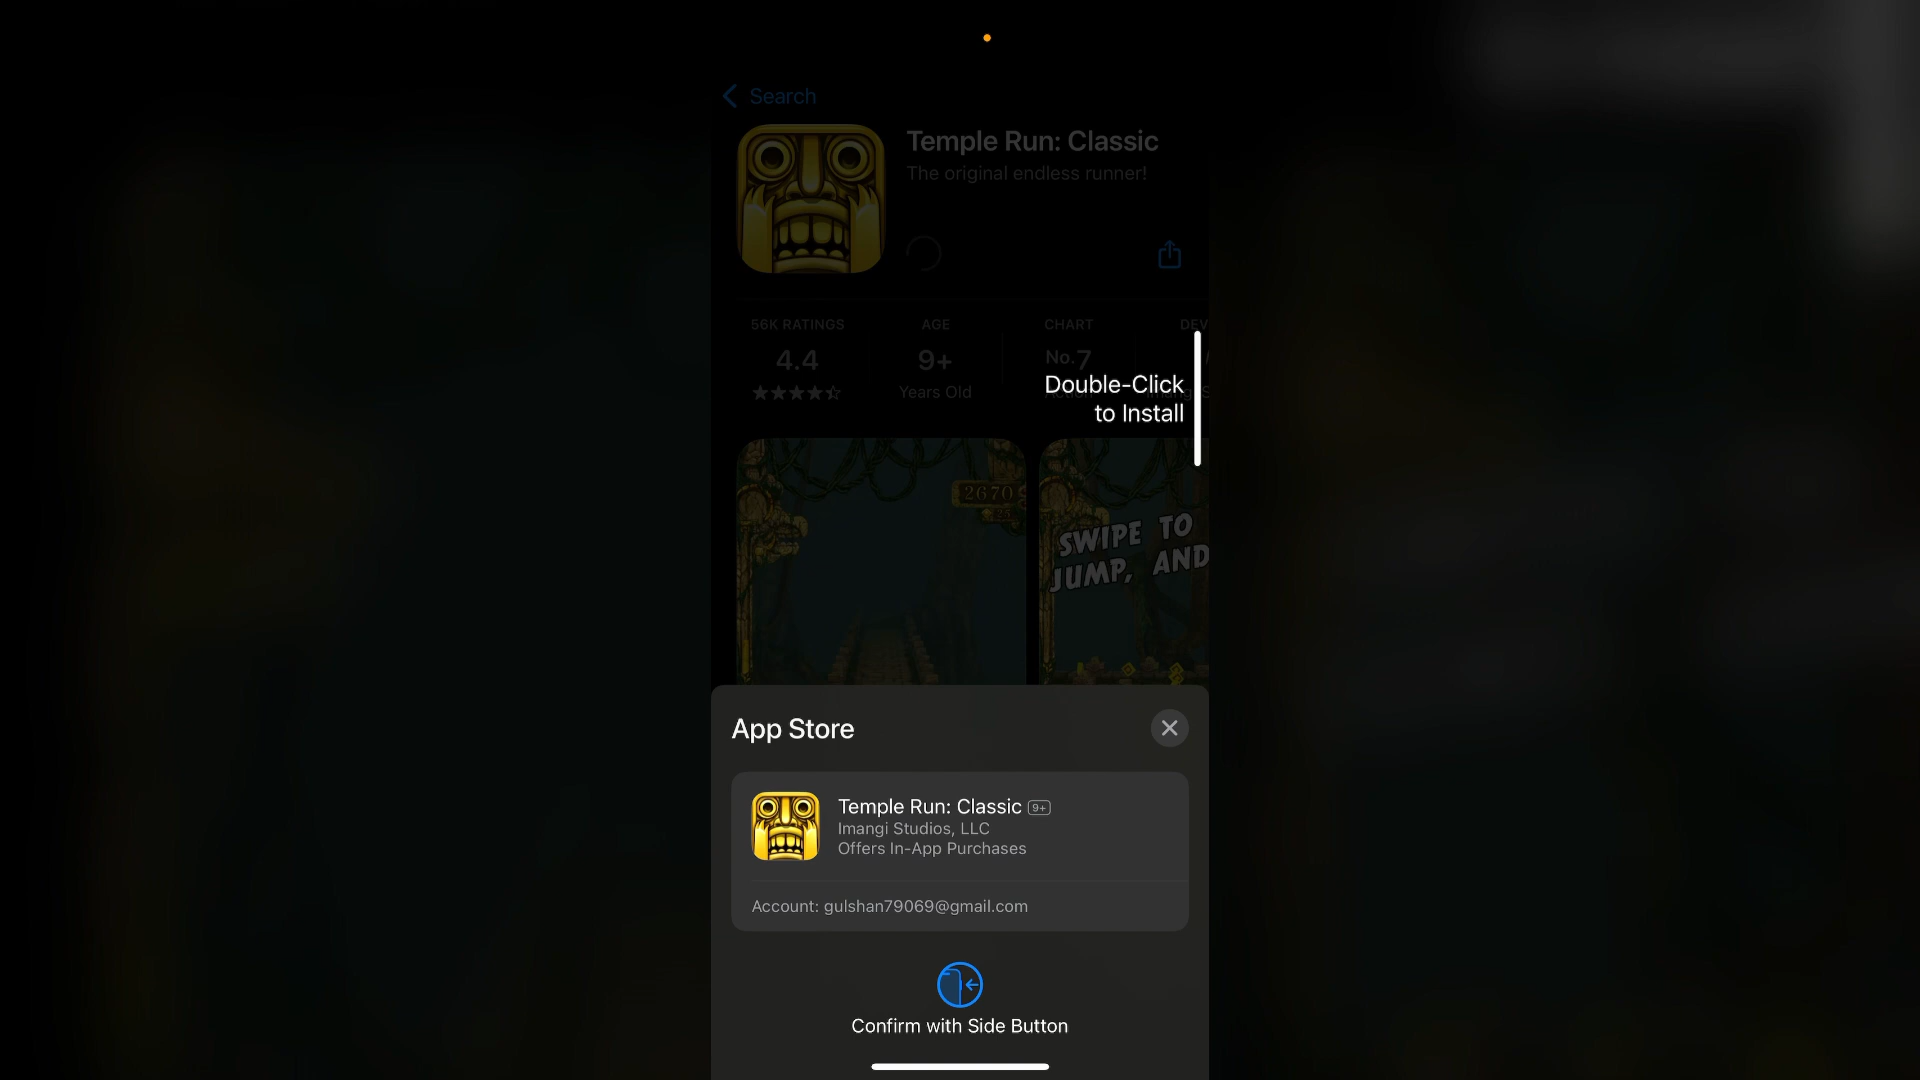 Search
Temple Run: Classic
The original endless runner!
56K RATINGS
AGE
CHART
DEV
4.4
9+
No.7
Years Old
Double-Click
to Install
2670
SWIPE TO
JUMP, AND
App Store
Temple Run: Classic 9+
Imangi Studios, LLC
Offers In-App Purchases
Account: gulshan79069@gmail.com
Confirm with Side Button